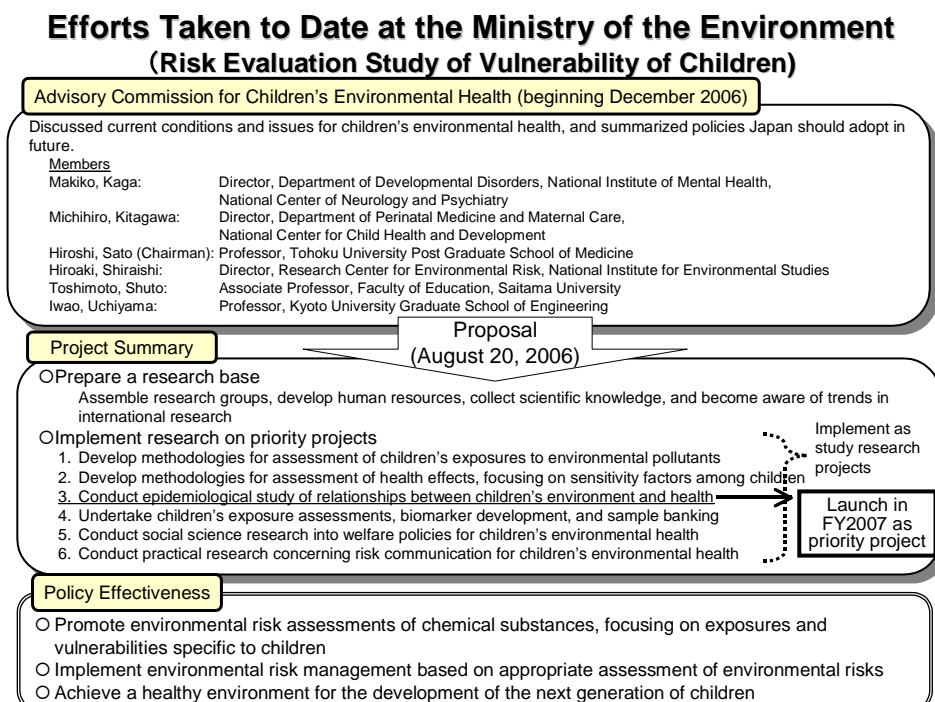 Efforts Taken to Date at the Ministry of the Environment
(Risk Evaluation Study of Vulnerability of Children)
Advisory Commission for Children's Environmental Health (beginning December 2006)
Discussed current conditions and issues for children's environmental health, and summarized policies Japan should adopt in
future.
Members
Makiko, Kaga: Director, Department of Developmental Disorders, National Institute of Mental Health,
National Center of Neurology and Psychiatry
Michihiro, Kitagawa: Director, Department of Perinatal Medicine and Maternal Care,
National Center for Child Health and Development
Hiroshi, Sato (Chairman): Professor, Tohoku University Post Graduate School of Medicine
Hiroaki, Shiraishi: Director, Research Center for Environmental Risk, National Institute for Environmental Studies
Toshimoto, Shuto: Associate Professor, Faculty of Education, Saitama University
Iwao, Uchiyama: Professor, Kyoto University Graduate School of Engineering
Proposal
(August 20, 2006)
Project Summary
○Prepare a research base
Assemble research groups, develop human resources, collect scientific knowledge, and become aware of trends in
international research
○Implement research on priority projects
1. Develop methodologies for assessment of children's exposures to environmental pollutants
2. Develop methodologies for assessment of health effects, focusing on sensitivity factors among children
3. Conduct epidemiological study of relationships between children's environment and health
4. Undertake children's exposure assessments, biomarker development, and sample banking
5. Conduct social science research into welfare policies for children's environmental health
6. Conduct practical research concerning risk communication for children's environmental health
Implement as
study research
projects
Launch in
FY2007 as
priority project
Policy Effectiveness
○ Promote environmental risk assessments of chemical substances, focusing on exposures and
vulnerabilities specific to children
○ Implement environmental risk management based on appropriate assessment of environmental risks
○ Achieve a healthy environment for the development of the next generation of children